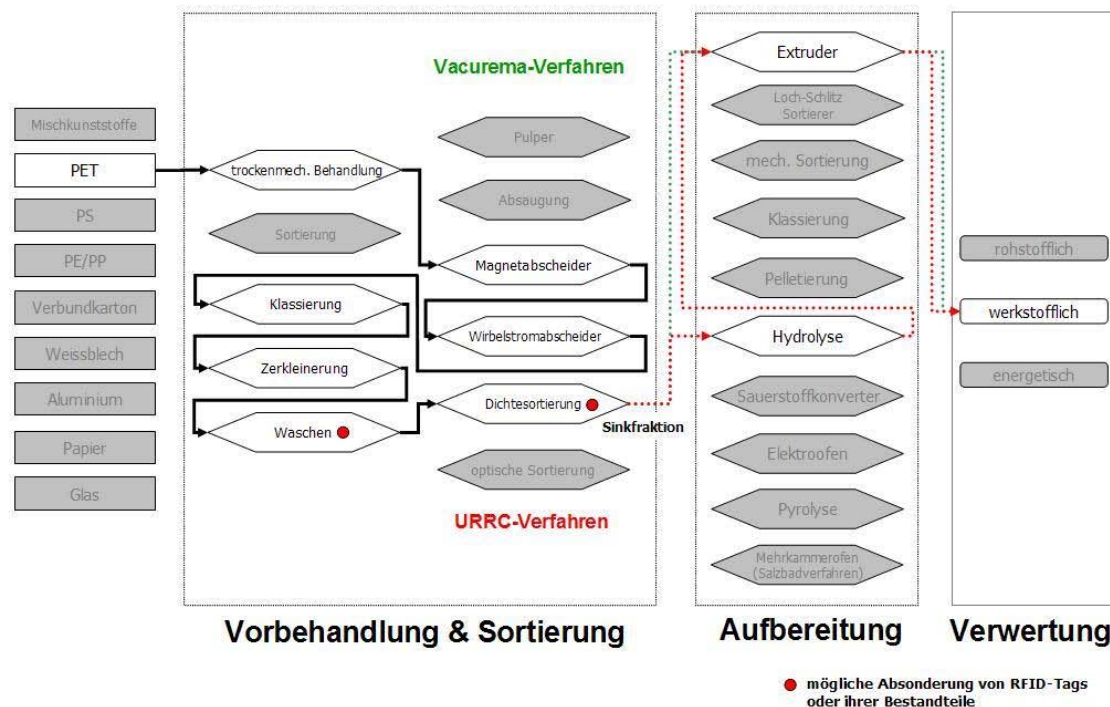 Mischkunststoffe
PET
PS
PE/PP
Verbundkarton
Weissblech
Aluminium
Papier
Glas
Vacurema-Verfahren
trockenmech. Behandlung
Sortierung
Klassierung
Zerkleinerung
Waschen
Pulper
Absaugung
Magnetabscheider
Wirbelstromabscheider
Dichtesortierung
Sinkfraktion
optische Sortierung
URRC-Verfahren
Extruder
Loch-Schlitz
Sortierer
mech. Sortierung
Klassierung
Pelletierung
Hydrolyse
Sauerstoffkonverter
Elektroofen
Pyrolyse
Mehrkammerofen
(Salzbadverfahren)
rohstofflich
werkstofflich
energetisch
Vorbehandlung & Sortierung
Aufbereitung
Verwertung
mögliche Absonderung von RFID-Tags
oder ihrer Bestandteile